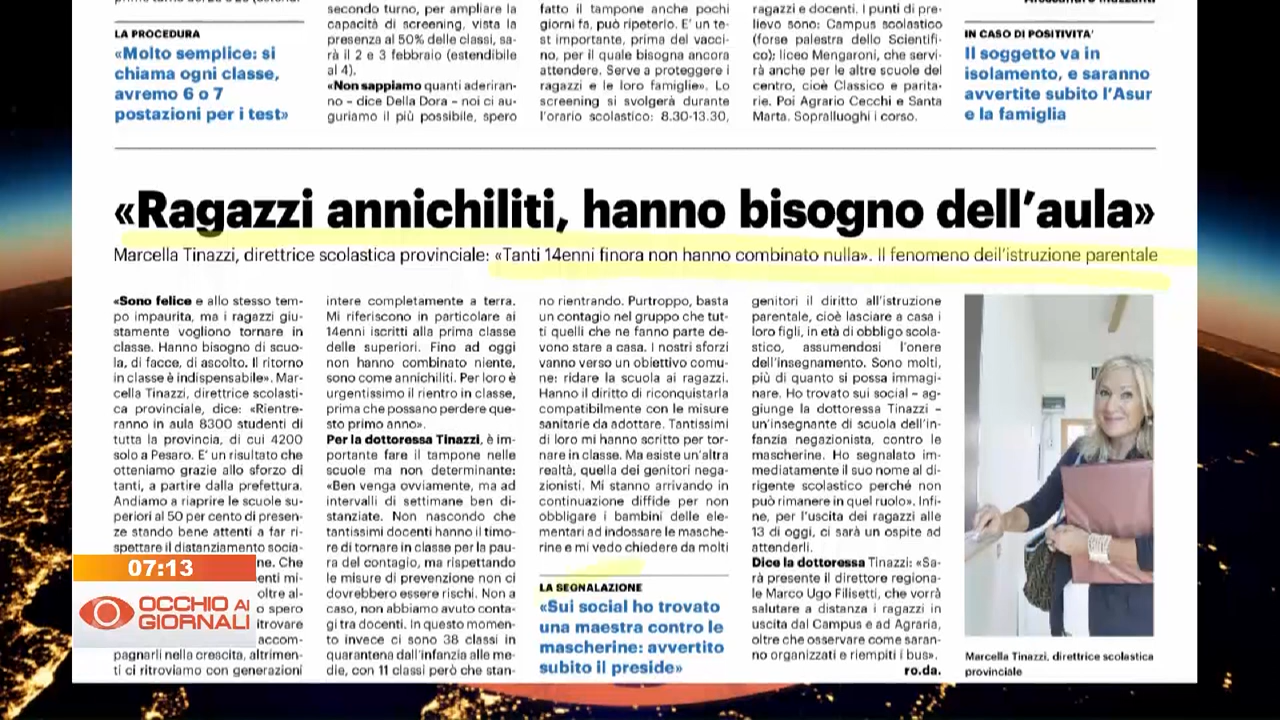 LA PROCEDURA
«Molto semplice: si
chiama ogni classe,
avremo 6 o 7
postazioni per i test»
secondo turno, per ampliare la
capacità di screening, vista la
presenza al 50% delle classi, sa-
rà il 2 e 3 febbraio (estendibile
al 4).
«Non sappiamo quanti aderiran-
no – dice Della Dora – noi ci au-
guriamo il più possibile, spero
fatto il tampone anche pochi
giorni fa, può ripeterlo. E' un te-
st importante, prima del vacci-
no, per il quale bisogna ancora
attendere. Serve a proteggere i
ragazzi e le loro famiglie». Lo
screening si svolgerà durante
l'orario scolastico: 8.30-13.30,
ragazzi e docenti. I punti di pre-
lievo sono: Campus scolastico
(forse palestra dello Scientifi-
co); liceo Mengaroni, che servi-
rà anche per le altre scuole del
centro, cioè Classico e parita-
rie. Poi Agrario Cecchi e Santa
Marta. Sopralluoghi i corso.
IN CASO DI POSITIVITA'
Il soggetto va in
isolamento, e saranno
avvertite subito l'Asur
e la famiglia
«Ragazzi annichiliti, hanno bisogno dell'aula»
Marcella Tinazzi, direttrice scolastica provinciale: «Tanti 14enni finora non hanno combinato nulla». Il fenomeno dell'istruzione parentale
«Sono felice e allo stesso tem-
po impaurita, ma i ragazzi giu-
stamente vogliono tornare in
classe. Hanno bisogno di scuo-
la, di facce, di ascolto. Il ritorno
in classe è indispensabile». Mar-
cella Tinazzi, direttrice scolasti-
ca provinciale, dice: «Rientre-
ranno in aula 8300 studenti di
tutta la provincia, di cui 4200
solo a Pesaro. E' un risultato che
otteniamo grazie allo sforzo di
tanti, a partire dalla prefettura.
Andiamo a riaprire le scuole su-
periori al 50 per cento di presen-
ze stando bene attenti a far ri-
spettare il distanziamento socia-
ne. Che
enti mi-
oltre al-
o spero
itrovare
accom-
pagnarli nella crescita, altrimen-
ti ci ritroviamo con generazioni
intere completamente a terra.
Mi riferisco in particolare ai
14enni iscritti alla prima classe
delle superiori. Fino ad oggi
non hanno combinato niente,
sono come annichiliti. Per loro è
urgentissimo il rientro in classe,
prima che possano perdere que-
sto primo anno».
Per la dottoressa Tinazzi, è im-
portante fare il tampone nelle
scuole ma non determinante:
«Ben venga ovviamente, ma ad
intervalli di settimane ben di-
stanziate. Non nascondo che
tantissimi docenti hanno il timo-
re di tornare in classe per la pau-
ra del contagio, ma rispettando
le misure di prevenzione non ci
dovrebbero essere rischi. Non a
caso, non abbiamo avuto conta-
gi tra docenti. In questo momen-
to invece ci sono 38 classi in
quarantena dall'infanzia alle me-
die, con 11 classi però che stan-
no rientrando. Purtroppo, basta
un contagio nel gruppo che tut-
ti quelli che ne fanno parte de-
vono stare a casa. I nostri sforzi
vanno verso un obiettivo comu-
ne: ridare la scuola ai ragazzi.
Hanno il diritto di riconquistarla
compatibilmente con le misure
sanitarie da adottare. Tantissimi
di loro mi hanno scritto per tor-
nare in classe. Ma esiste un'altra
realtà, quella dei genitori nega-
zionisti. Mi stanno arrivando in
continuazione diffide per non
obbligare i bambini delle ele-
mentari ad indossare le masche-
rine e mi vedo chiedere da molti
LA SEGNALAZIONE
«Sui social ho trovato
una maestra contro le
mascherine: avvertito
subito il preside»
genitori il diritto all'istruzione
parentale, cioè lasciare a casa i
loro figli, in età di obbligo scola-
stico, assumendosi l'onere
dell'insegnamento. Sono molti,
più di quanto si possa immagi-
nare. Ho trovato sui social – ag-
giunge la dottoressa Tinazzi –
un'insegnante di scuola dell'in-
fanzia negazionista, contro le
mascherine. Ho segnalato im-
mediatamente il suo nome al di-
rigente scolastico perché non
può rimanere in quel ruolo». Infi-
ne, per l'uscita dei ragazzi alle
13 di oggi, ci sarà un ospite ad
attenderli.
Dice la dottoressa Tinazzi: «Sa-
rà presente il direttore regiona-
le Marco Ugo Filisetti, che vorrà
salutare a distanza i ragazzi in
uscita dal Campus e ad Agraria,
oltre che osservare come saran-
no organizzati e riempiti i bus».
ro.da.
Marcella Tinazzi, direttrice scolastica
provinciale
07:13
OCCHIO AI
GIORNALI